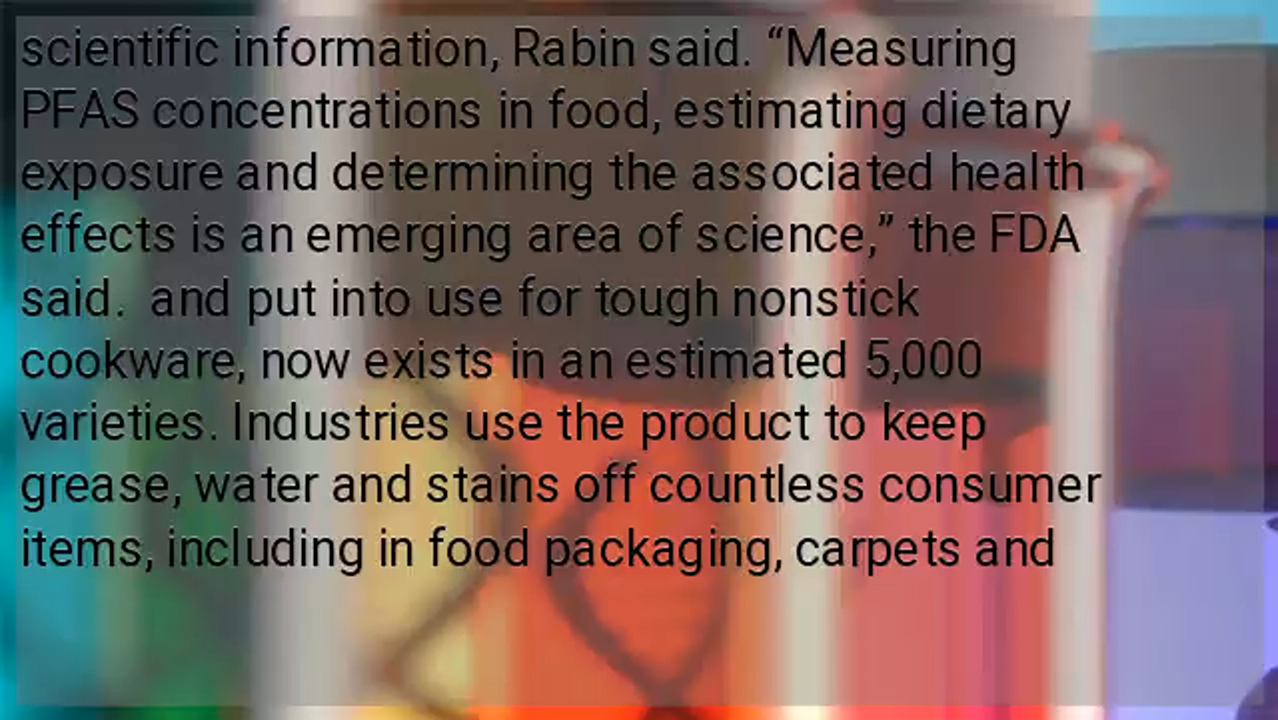 scientific information, Rabin said. “Measuring
PFAS concentrations in food, estimating dietary
exposure and determining the associated health
effects is an emerging area of science,” the FDA
said.  and put into use for tough nonstick
cookware, now exists in an estimated 5,000
varieties. Industries use the product to keep
grease, water and stains off countless consumer
items, including in food packaging, carpets and